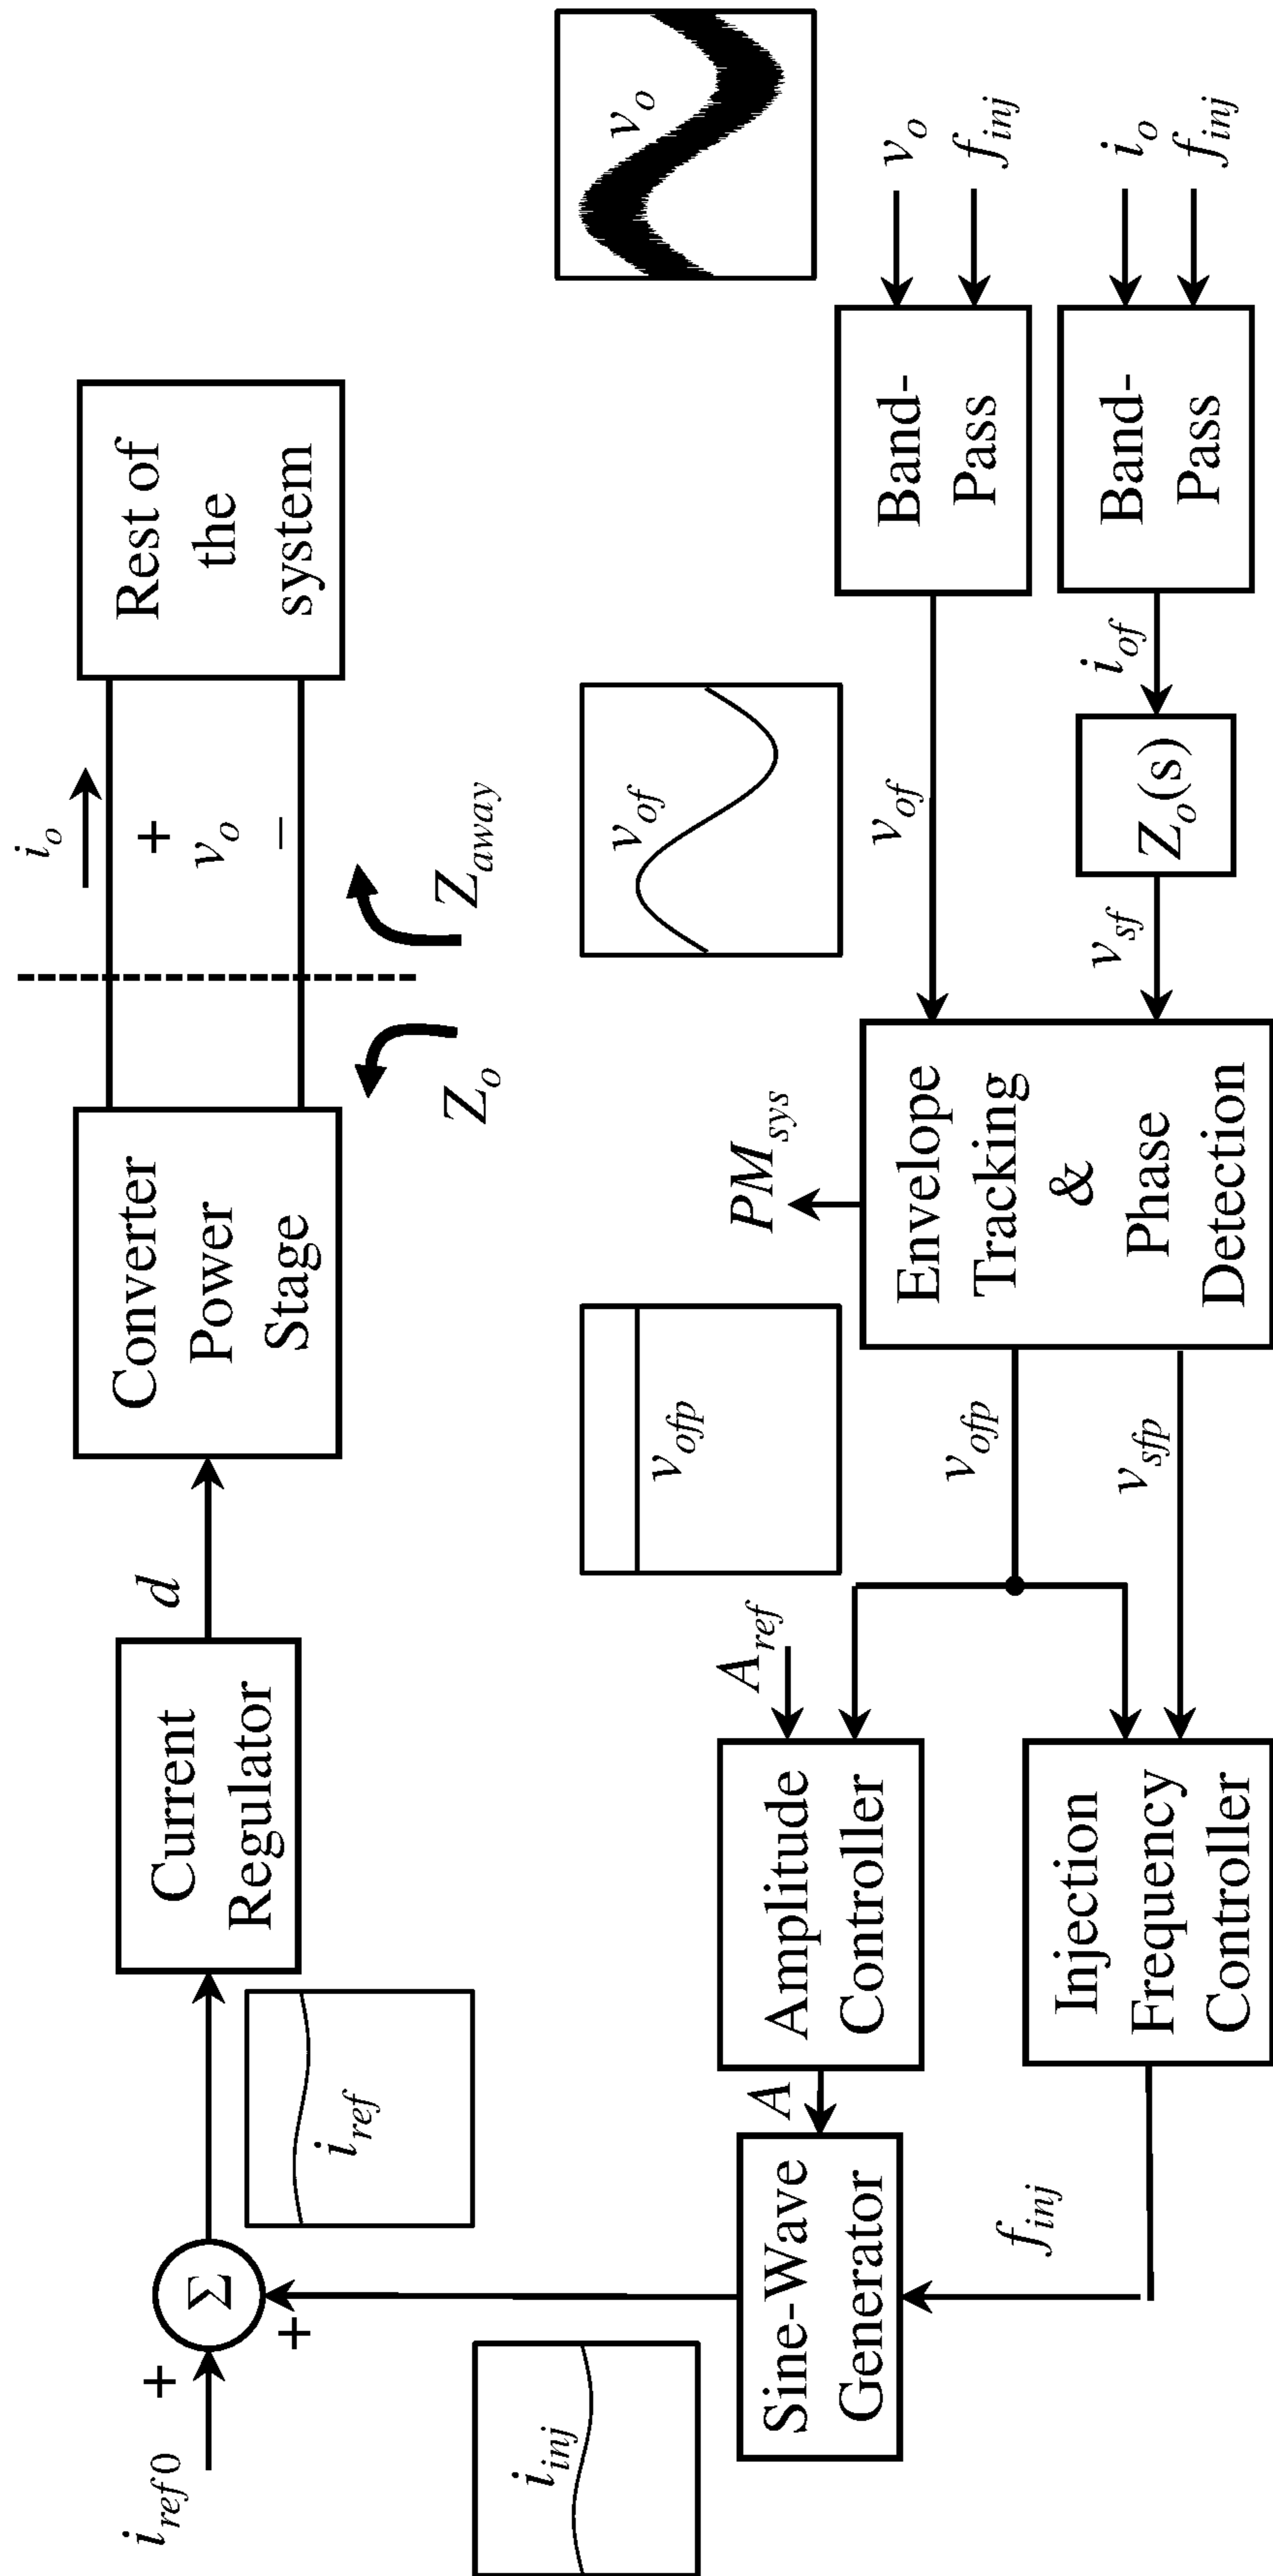 i_ref0
+
Σ
+
Current
Regulator
d
Converter
Power
Stage
i_o
+
v_o
−
Rest of
the
system
Z_o
Z_away
i_ref
i_inj
v_ofp
v_of
v_o
PM_sys
Sine-Wave
Generator
A
f_inj
Amplitude
Controller
A_ref
Injection
Frequency
Controller
v_ofp
v_sfp
Envelope
Tracking
&
Phase
Detection
v_of
v_sf
Z_o(s)
i_of
Band-
Pass
v_o
f_inj
Band-
Pass
i_o
f_inj